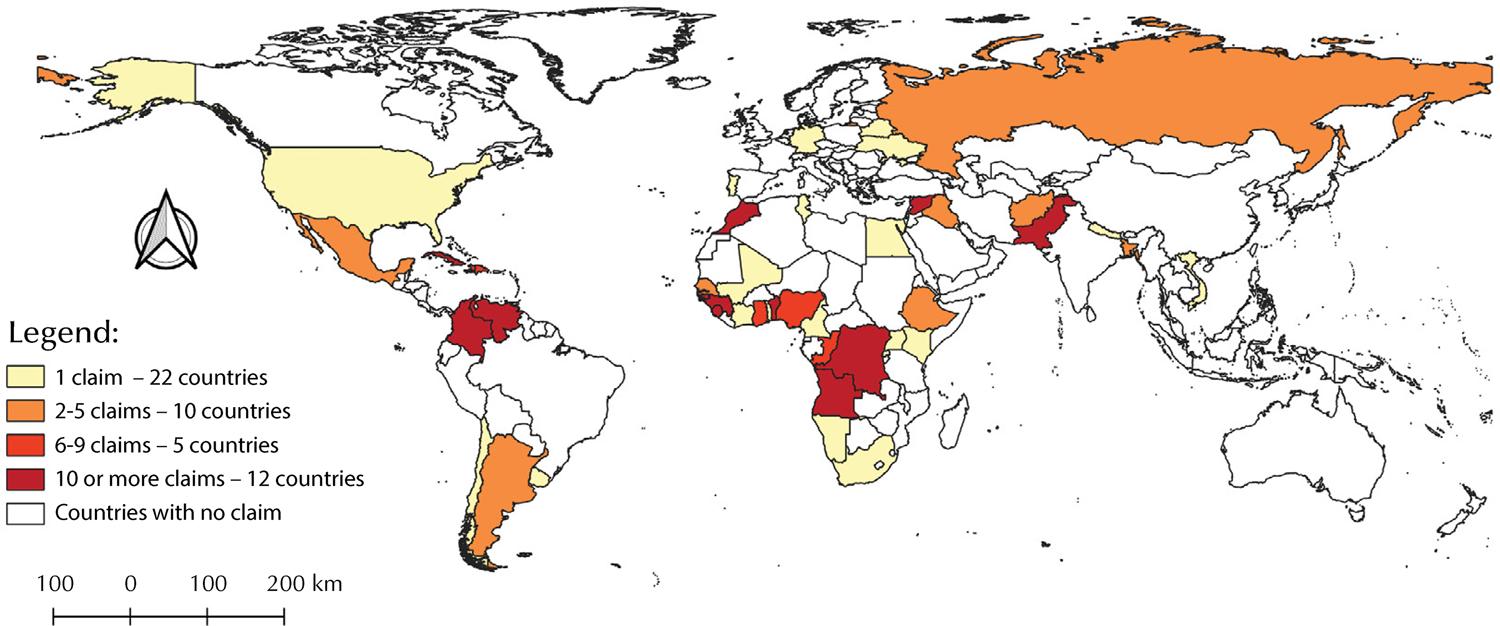 Legend:
1 claim – 22 countries
2-5 claims – 10 countries
6-9 claims – 5 countries
10 or more claims – 12 countries
Countries with no claim
100 0 100 200 km